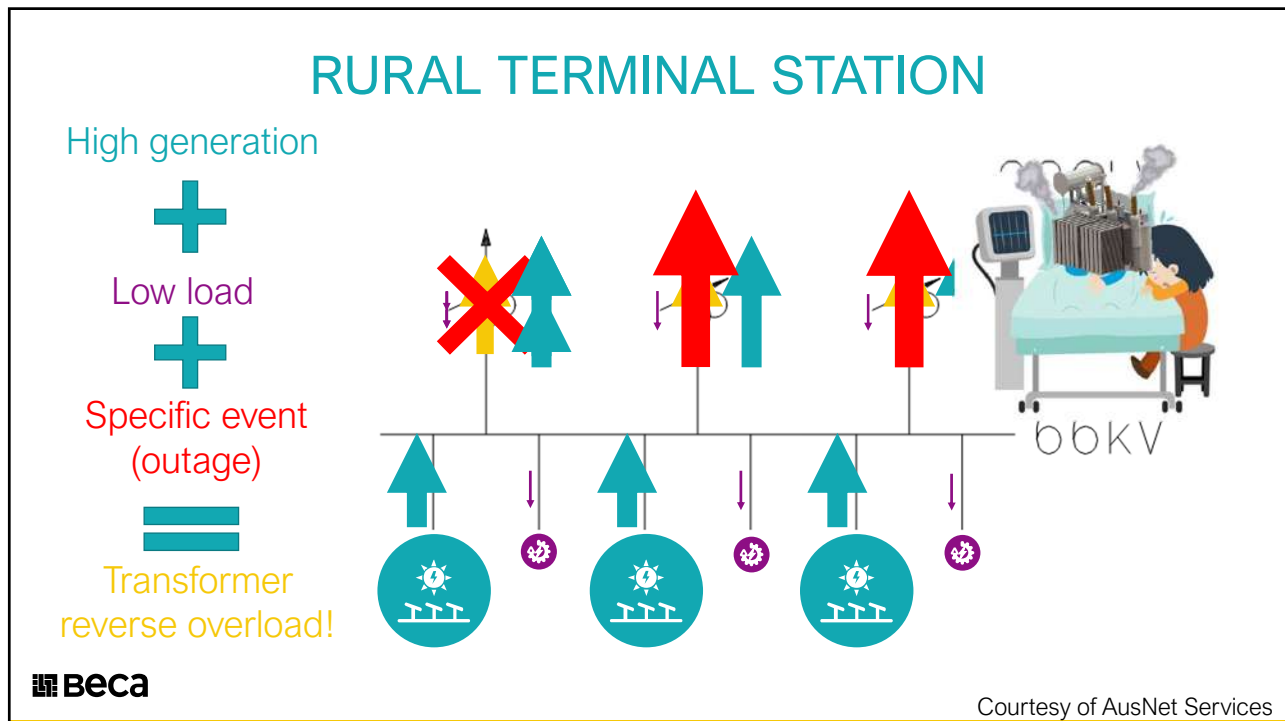 RURAL TERMINAL STATION
High generation
+
Low load
+
Specific event
(outage)
=
Transformer
reverse overload!
66KV
Beca
Courtesy of AusNet Services